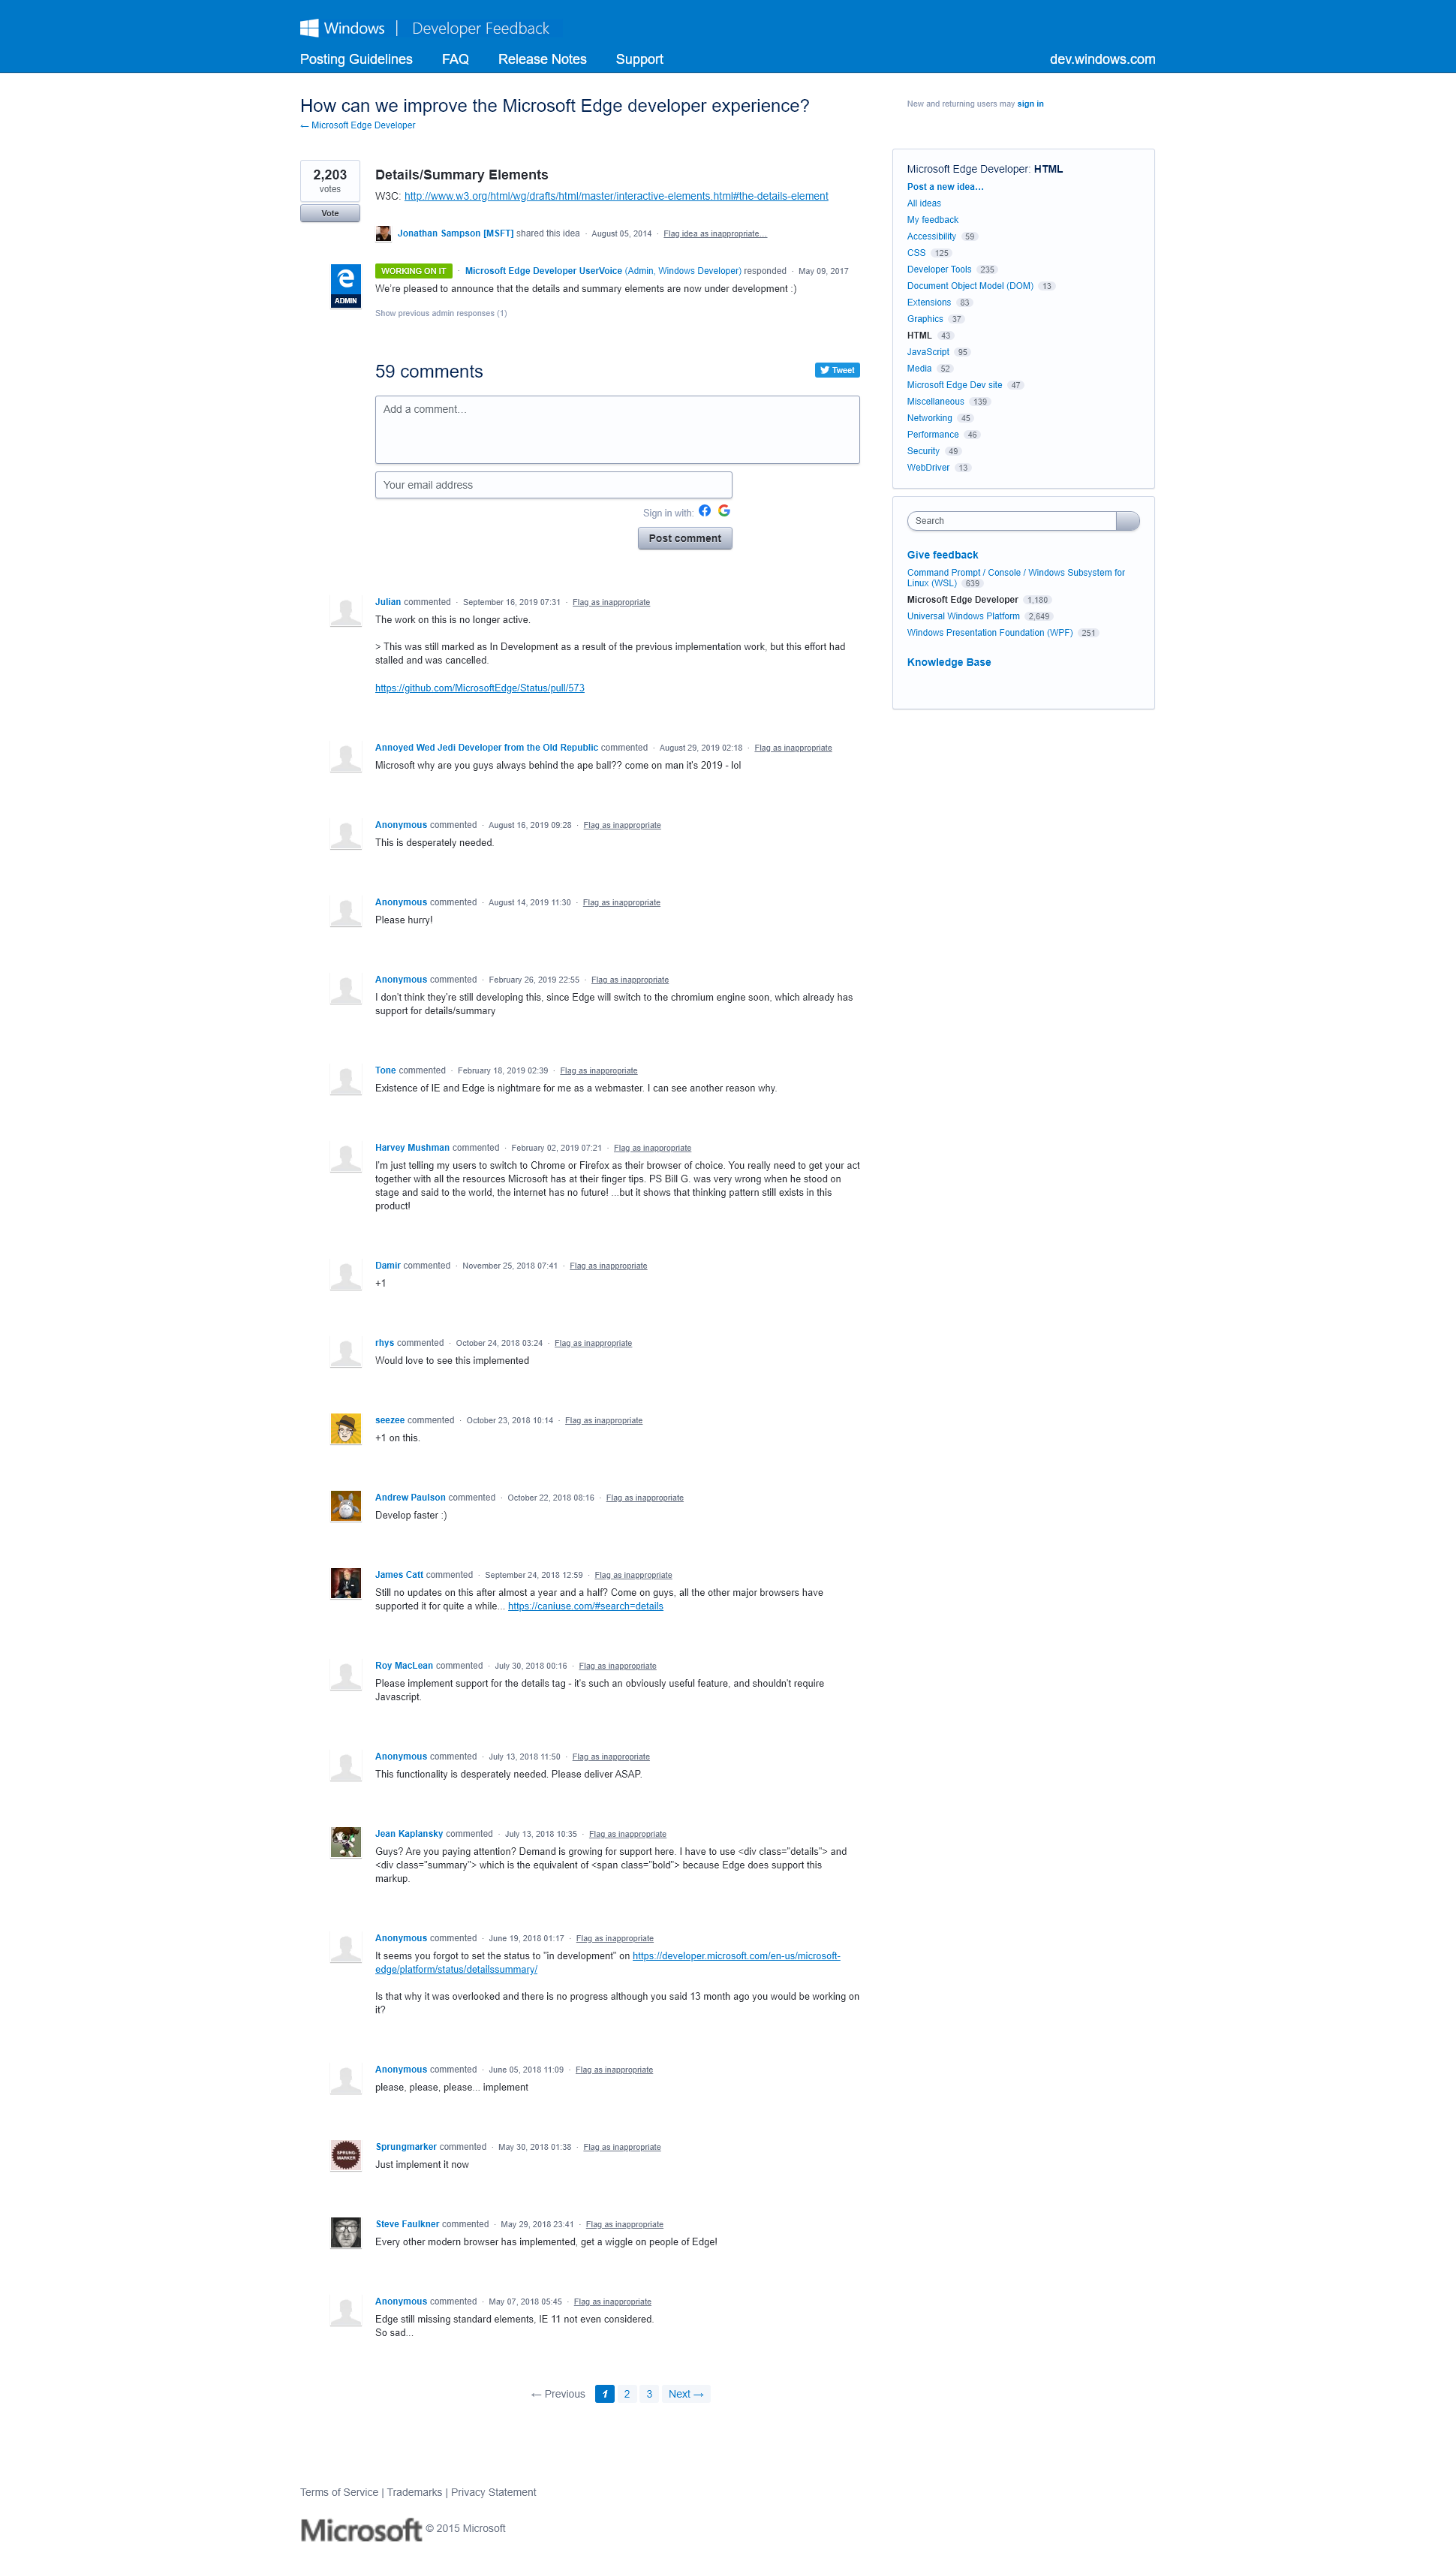 Windows | Developer Feedback
Posting Guidelines FAQ Release Notes Support dev.windows.com
How can we improve the Microsoft Edge developer experience?
← Microsoft Edge Developer
New and returning users may sign in
2,203
votes
Vote
Details/Summary Elements
W3C: http://www.w3.org/html/wg/drafts/html/master/interactive-elements.html#the-details-element
Jonathan Sampson [MSFT] shared this idea · August 05, 2014 · Flag idea as inappropriate…
ADMIN
WORKING ON IT · Microsoft Edge Developer UserVoice (Admin, Windows Developer) responded · May 09, 2017
We're pleased to announce that the details and summary elements are now under development :)
Show previous admin responses (1)
59 comments
Tweet
Add a comment…
Your email address
Sign in with:
Post comment
Julian commented · September 16, 2019 07:31 · Flag as inappropriate
The work on this is no longer active.
> This was still marked as In Development as a result of the previous implementation work, but this effort had
stalled and was cancelled.
https://github.com/MicrosoftEdge/Status/pull/573
Annoyed Wed Jedi Developer from the Old Republic commented · August 29, 2019 02:18 · Flag as inappropriate
Microsoft why are you guys always behind the ape ball?? come on man it's 2019 - lol
Anonymous commented · August 16, 2019 09:28 · Flag as inappropriate
This is desperately needed.
Anonymous commented · August 14, 2019 11:30 · Flag as inappropriate
Please hurry!
Anonymous commented · February 26, 2019 22:55 · Flag as inappropriate
I don't think they're still developing this, since Edge will switch to the chromium engine soon, which already has
support for details/summary
Tone commented · February 18, 2019 02:39 · Flag as inappropriate
Existence of IE and Edge is nightmare for me as a webmaster. I can see another reason why.
Harvey Mushman commented · February 02, 2019 07:21 · Flag as inappropriate
I'm just telling my users to switch to Chrome or Firefox as their browser of choice. You really need to get your act
together with all the resources Microsoft has at their finger tips. PS Bill G. was very wrong when he stood on
stage and said to the world, the internet has no future! ...but it shows that thinking pattern still exists in this
product!
Damir commented · November 25, 2018 07:41 · Flag as inappropriate
+1
rhys commented · October 24, 2018 03:24 · Flag as inappropriate
Would love to see this implemented
seezee commented · October 23, 2018 10:14 · Flag as inappropriate
+1 on this.
Andrew Paulson commented · October 22, 2018 08:16 · Flag as inappropriate
Develop faster :)
James Catt commented · September 24, 2018 12:59 · Flag as inappropriate
Still no updates on this after almost a year and a half? Come on guys, all the other major browsers have
supported it for quite a while... https://caniuse.com/#search=details
Roy MacLean commented · July 30, 2018 00:16 · Flag as inappropriate
Please implement support for the details tag - it's such an obviously useful feature, and shouldn't require
Javascript.
Anonymous commented · July 13, 2018 11:50 · Flag as inappropriate
This functionality is desperately needed. Please deliver ASAP.
Jean Kaplansky commented · July 13, 2018 10:35 · Flag as inappropriate
Guys? Are you paying attention? Demand is growing for support here. I have to use <div class="details"> and
<div class="summary"> which is the equivalent of <span class="bold"> because Edge does support this
markup.
Anonymous commented · June 19, 2018 01:17 · Flag as inappropriate
It seems you forgot to set the status to "in development" on https://developer.microsoft.com/en-us/microsoft-
edge/platform/status/detailssummary/
Is that why it was overlooked and there is no progress although you said 13 month ago you would be working on
it?
Anonymous commented · June 05, 2018 11:09 · Flag as inappropriate
please, please, please... implement
SPRUNG-
MARKER
Sprungmarker commented · May 30, 2018 01:38 · Flag as inappropriate
Just implement it now
Steve Faulkner commented · May 29, 2018 23:41 · Flag as inappropriate
Every other modern browser has implemented, get a wiggle on people of Edge!
Anonymous commented · May 07, 2018 05:45 · Flag as inappropriate
Edge still missing standard elements, IE 11 not even considered.
So sad...
← Previous 1 2 3 Next →
Microsoft Edge Developer: HTML
Post a new idea…
All ideas
My feedback
Accessibility 59
CSS 125
Developer Tools 235
Document Object Model (DOM) 13
Extensions 83
Graphics 37
HTML 43
JavaScript 95
Media 52
Microsoft Edge Dev site 47
Miscellaneous 139
Networking 45
Performance 46
Security 49
WebDriver 13
Search
Give feedback
Command Prompt / Console / Windows Subsystem for
Linux (WSL) 639
Microsoft Edge Developer 1,180
Universal Windows Platform 2,649
Windows Presentation Foundation (WPF) 251
Knowledge Base
Terms of Service | Trademarks | Privacy Statement
Microsoft © 2015 Microsoft